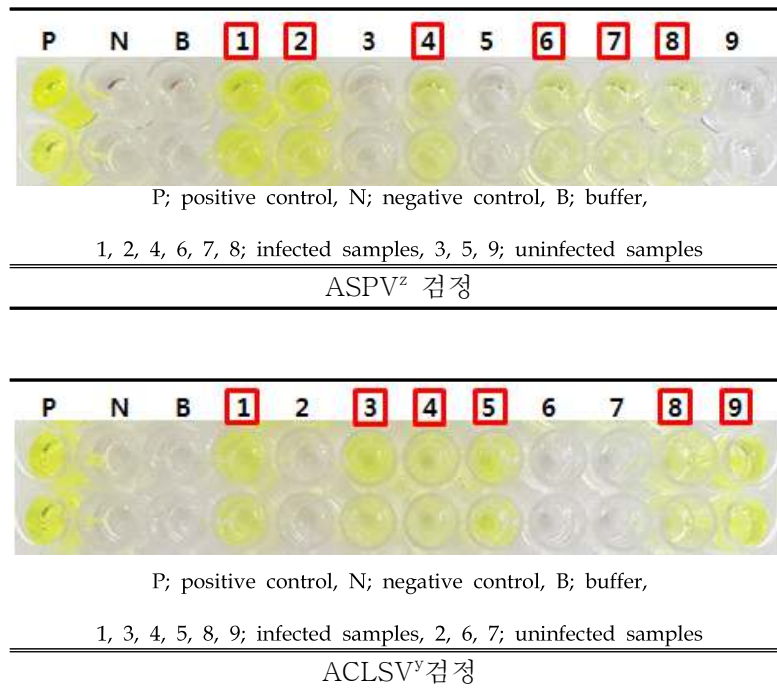 P N B 1 2 3 4 5 6 7 8 9
P; positive control, N; negative control, B; buffer,
1, 2, 4, 6, 7, 8; infected samples, 3, 5, 9; uninfected samples
ASPVᶻ 검정
P N B 1 2 3 4 5 6 7 8 9
P; positive control, N; negative control, B; buffer,
1, 3, 4, 5, 8, 9; infected samples, 2, 6, 7; uninfected samples
ACLSVʸ검정